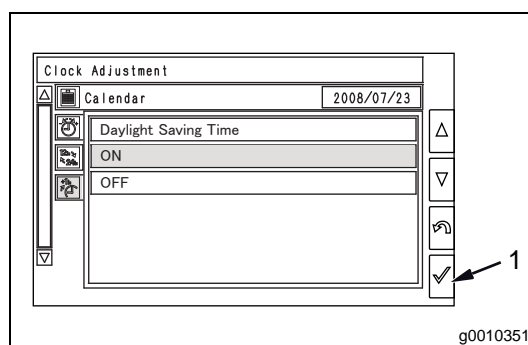 Clock Adjustment
Calendar 2008/07/23
Daylight Saving Time
ON
OFF
1
g0010351